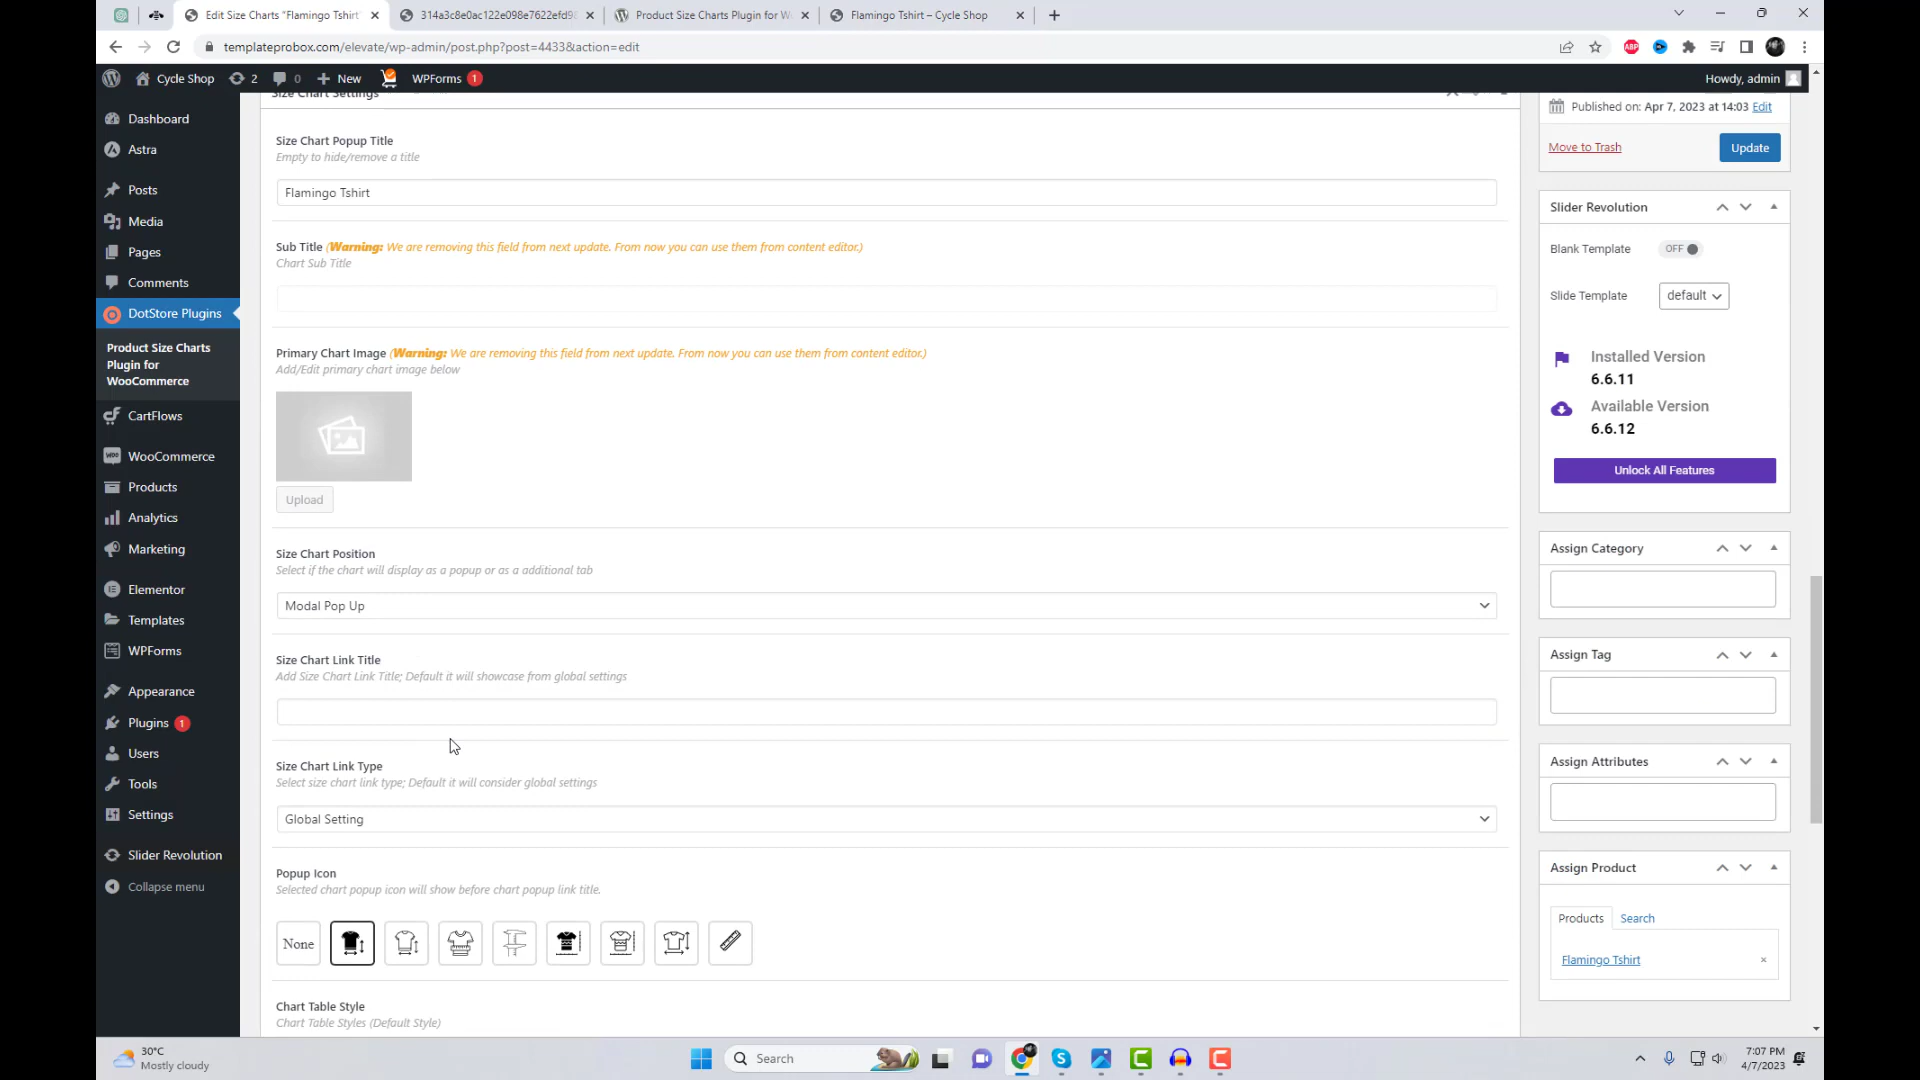 Edit Size Charts "Flamingo Tshirt"
314a3c8e0ac122e098e7622efd9
Product Size Charts Plugin for W
Flamingo Tshirt – Cycle Shop
templateprobox.com/elevate/wp-admin/post.php?post=4433&action=edit
ABP
Cycle Shop
2
0
New
WPForms
1
Howdy, admin
Dashboard
Astra
Posts
Media
Pages
Comments
DotStore Plugins
Product Size Charts
Plugin for
WooCommerce
CartFlows
WooCommerce
Products
Analytics
Marketing
Elementor
Templates
WPForms
Appearance
Plugins 1
Users
Tools
Settings
Slider Revolution
Collapse menu
Size Chart Settings
Size Chart Popup Title
Empty to hide/remove a title
Flamingo Tshirt
Sub Title (Warning: We are removing this field from next update. From now you can use them from content editor.)
Chart Sub Title
Primary Chart Image (Warning: We are removing this field from next update. From now you can use them from content editor.)
Add/Edit primary chart image below
Upload
Size Chart Position
Select if the chart will display as a popup or as a additional tab
Modal Pop Up
Size Chart Link Title
Add Size Chart Link Title; Default it will showcase from global settings
Size Chart Link Type
Select size chart link type; Default it will consider global settings
Global Setting
Popup Icon
Selected chart popup icon will show before chart popup link title.
None
Chart Table Style
Chart Table Styles (Default Style)
Published on: Apr 7, 2023 at 14:03 Edit
Move to Trash
Update
Slider Revolution
Blank Template
OFF
Slide Template
default
Installed Version
6.6.11
Available Version
6.6.12
Unlock All Features
Assign Category
Assign Tag
Assign Attributes
Assign Product
Products
Search
Flamingo Tshirt
×
30°C
Mostly cloudy
Search
7:07 PM
4/7/2023